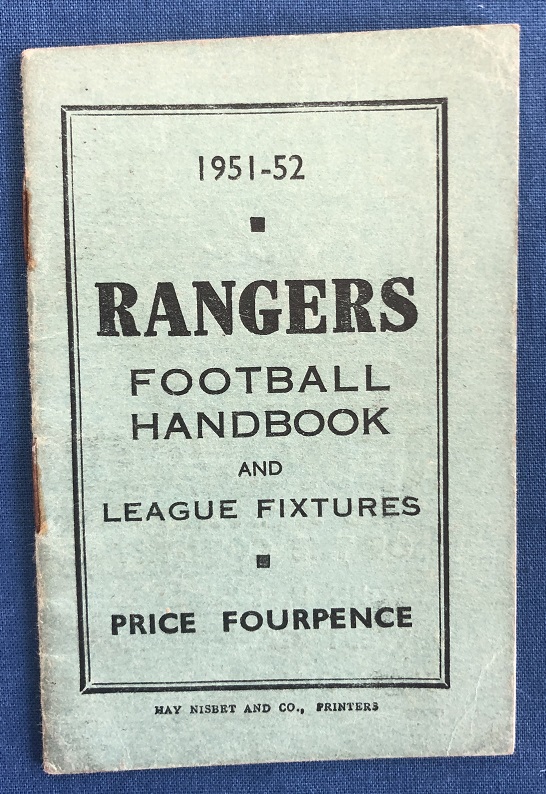 1951-52
RANGERS
FOOTBALL
HANDBOOK
AND
LEAGUE FIXTURES
PRICE FOURPENCE
HAY NISBET AND CO., PRINTERS